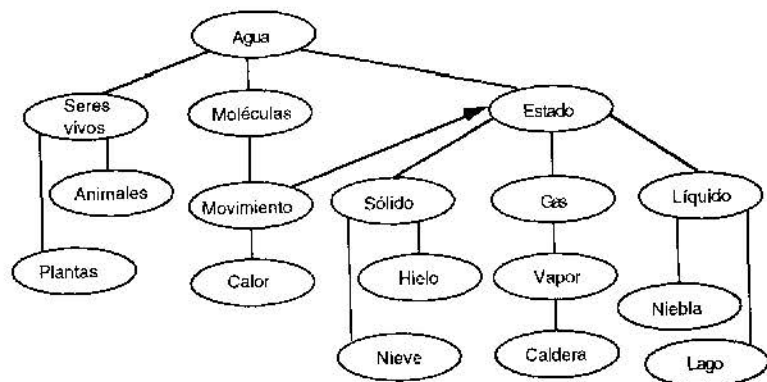 Agua
Seres
vivos
Moléculas
Estado
Animales
Movimiento
Sólido
Gas
Líquido
Plantas
Calor
Hielo
Vapor
Niebla
Nieve
Caldera
Lago